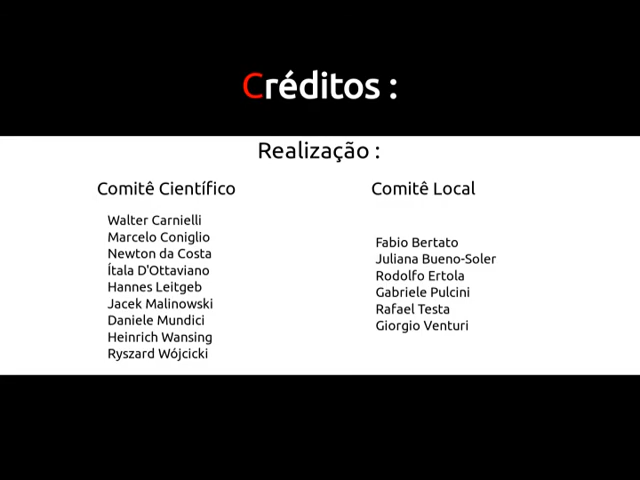 Créditos :
Realização :
Comitê Científico
Walter Carnielli
Marcelo Coniglio
Newton da Costa
Ítala D'Ottaviano
Hannes Leitgeb
Jacek Malinowski
Daniele Mundici
Heinrich Wansing
Ryszard Wójcicki
Comitê Local
Fabio Bertato
Juliana Bueno-Soler
Rodolfo Ertola
Gabriele Pulcini
Rafael Testa
Giorgio Venturi